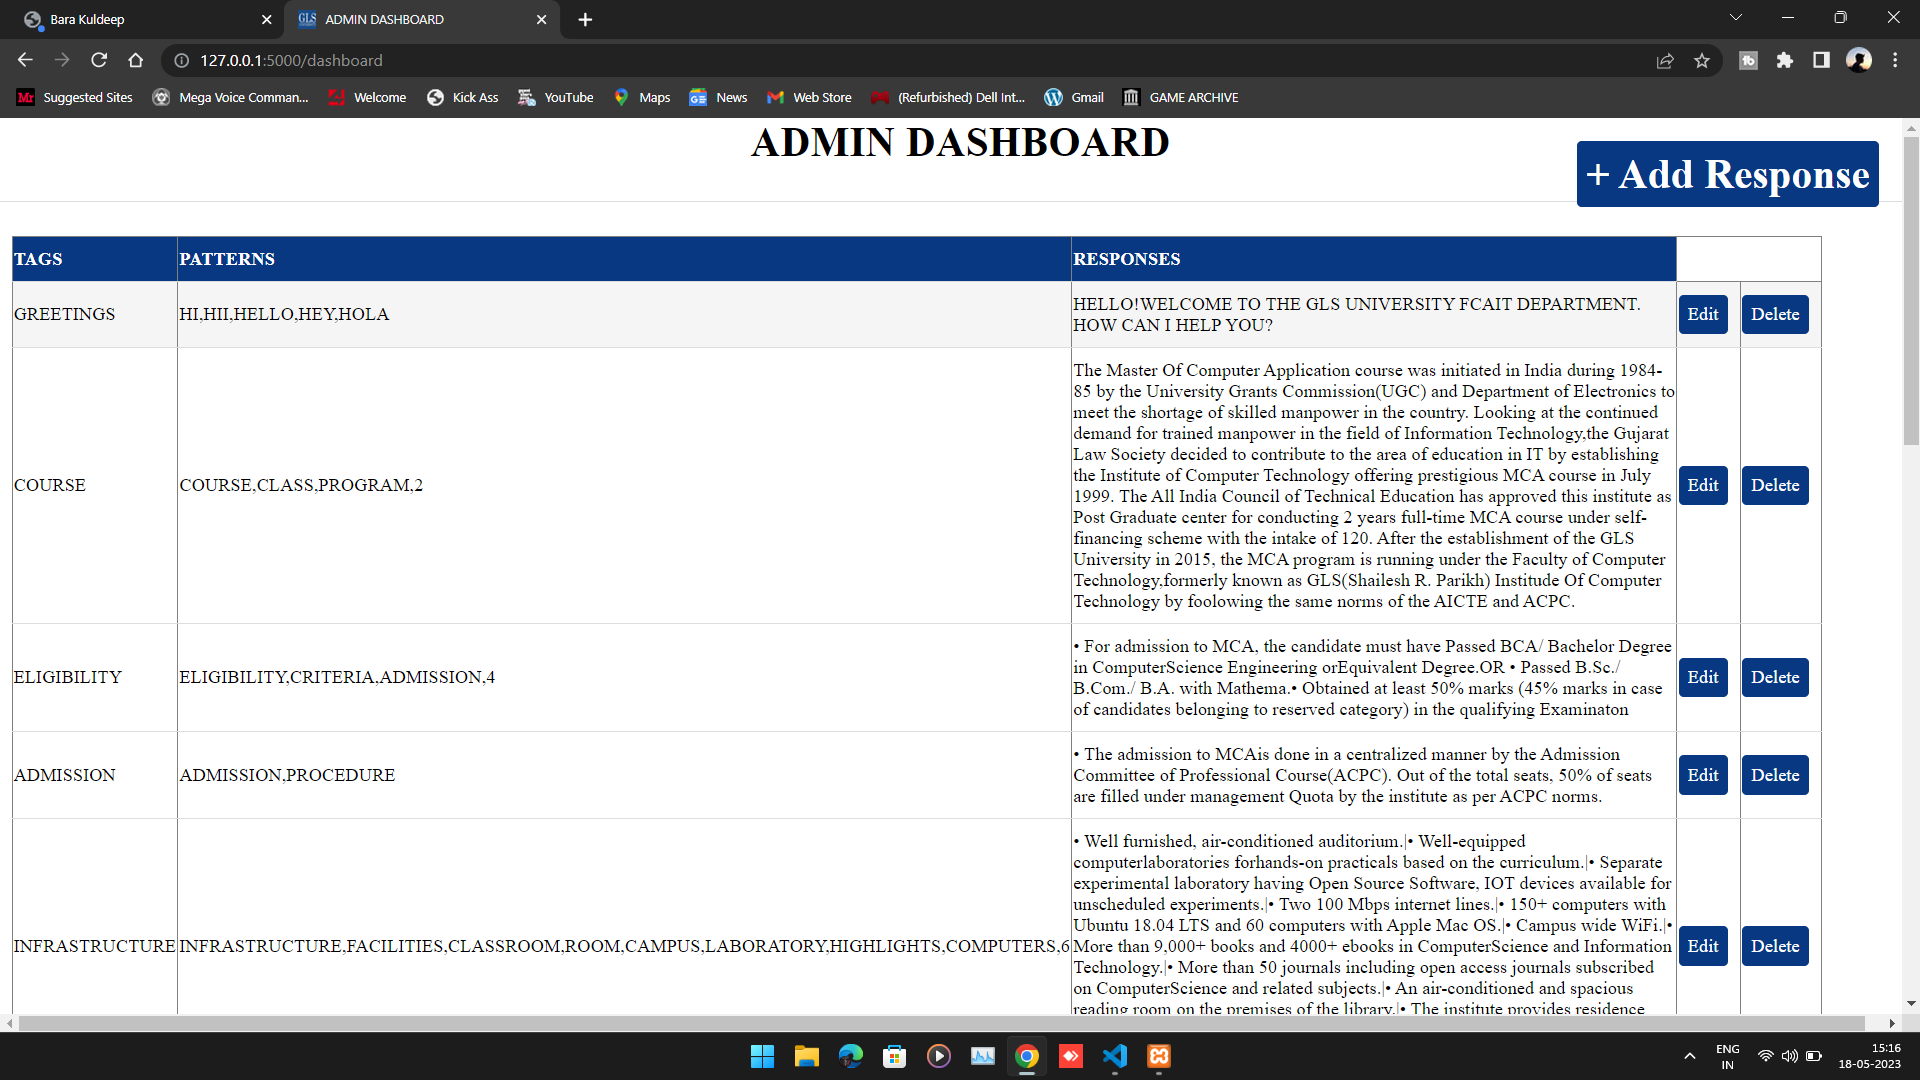 Bara Kuldeep
GLS ADMIN DASHBOARD
127.0.0.1:5000/dashboard
Mr Suggested Sites Mega Voice Comman... Welcome Kick Ass YouTube Maps News Web Store (Refurbished) Dell Int... Gmail GAME ARCHIVE
ADMIN DASHBOARD
+ Add Response
TAGS PATTERNS RESPONSES
GREETINGS HI,HII,HELLO,HEY,HOLA
HELLO!WELCOME TO THE GLS UNIVERSITY FCAIT DEPARTMENT.
HOW CAN I HELP YOU?
Edit Delete
COURSE COURSE,CLASS,PROGRAM,2
The Master Of Computer Application course was initiated in India during 1984-
85 by the University Grants Commission(UGC) and Department of Electronics to
meet the shortage of skilled manpower in the country. Looking at the continued
demand for trained manpower in the field of Information Technology,the Gujarat
Law Society decided to contribute to the area of education in IT by establishing
the Institute of Computer Technology offering prestigious MCA course in July
1999. The All India Council of Technical Education has approved this institute as
Post Graduate center for conducting 2 years full-time MCA course under self-
financing scheme with the intake of 120. After the establishment of the GLS
University in 2015, the MCA program is running under the Faculty of Computer
Technology,formerly known as GLS(Shailesh R. Parikh) Institude Of Computer
Technology by foolowing the same norms of the AICTE and ACPC.
Edit Delete
ELIGIBILITY ELIGIBILITY,CRITERIA,ADMISSION,4
• For admission to MCA, the candidate must have Passed BCA/ Bachelor Degree
in ComputerScience Engineering orEquivalent Degree.OR • Passed B.Sc./
B.Com./ B.A. with Mathema.• Obtained at least 50% marks (45% marks in case
of candidates belonging to reserved category) in the qualifying Examinaton
Edit Delete
ADMISSION ADMISSION,PROCEDURE
• The admission to MCAis done in a centralized manner by the Admission
Committee of Professional Course(ACPC). Out of the total seats, 50% of seats
are filled under management Quota by the institute as per ACPC norms.
Edit Delete
INFRASTRUCTURE INFRASTRUCTURE,FACILITIES,CLASSROOM,ROOM,CAMPUS,LABORATORY,HIGHLIGHTS,COMPUTERS,6
• Well furnished, air-conditioned auditorium.|• Well-equipped
computerlaboratories forhands-on practicals based on the curriculum.|• Separate
experimental laboratory having Open Source Software, IOT devices available for
unscheduled experiments.|• Two 100 Mbps internet lines.|• 150+ computers with
Ubuntu 18.04 LTS and 60 computers with Apple Mac OS.|• Campus wide WiFi.|•
More than 9,000+ books and 4000+ ebooks in ComputerScience and Information
Technology.|• More than 50 journals including open access journals subscribed
on ComputerScience and related subjects.|• An air-conditioned and spacious
reading room on the premises of the library.|• The institute provides residence
Edit Delete
ENG
IN
15:16
18-05-2023